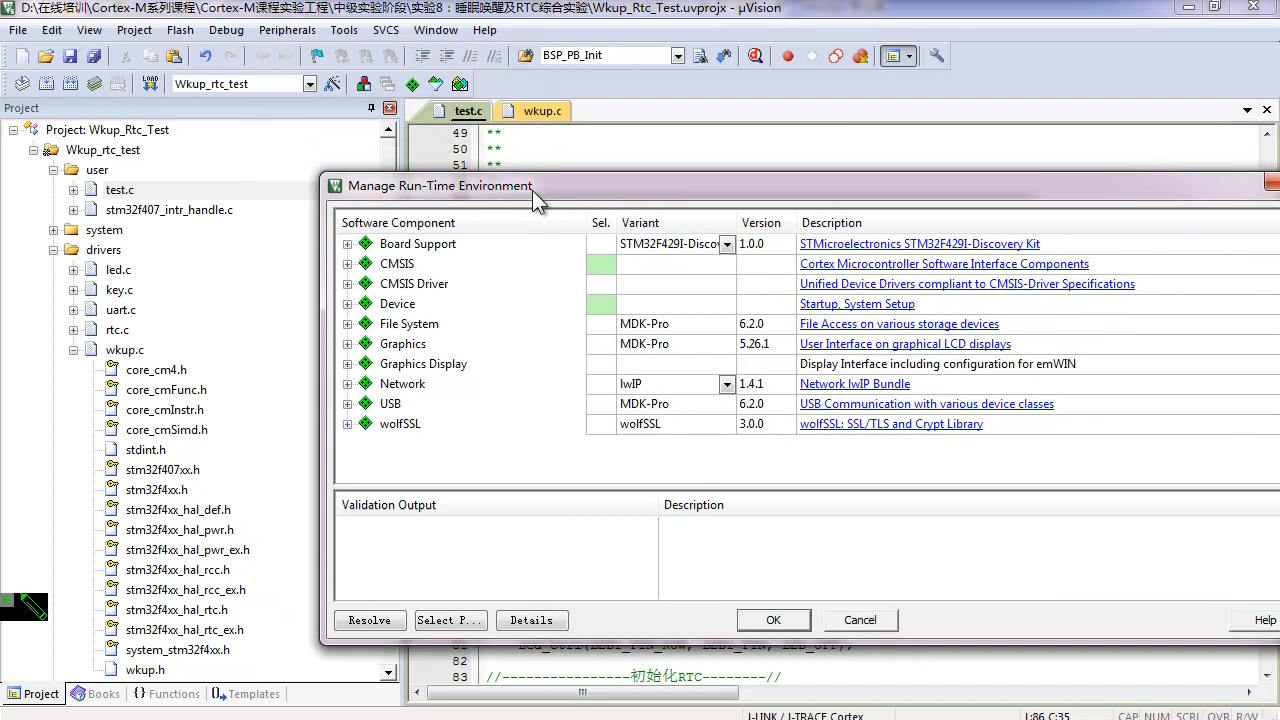 D:\在线培训\Cortex-M系列课程\Cortex-M课程实验工程\中级实验阶段\实验8：睡眠唤醒及RTC综合实验\Wkup_Rtc_Test.uvprojx - µVision
File Edit View Project Flash Debug Peripherals Tools SVCS Window Help
BSP_PB_Init
LOAD
Wkup_rtc_test
Project
test.c
wkup.c
Project: Wkup_Rtc_Test
Wkup_rtc_test
user
test.c
stm32f407_intr_handle.c
system
drivers
led.c
key.c
uart.c
rtc.c
wkup.c
core_cm4.h
core_cmFunc.h
core_cmInstr.h
core_cmSimd.h
stdint.h
stm32f407xx.h
stm32f4xx.h
stm32f4xx_hal_def.h
stm32f4xx_hal_pwr.h
stm32f4xx_hal_pwr_ex.h
stm32f4xx_hal_rcc.h
stm32f4xx_hal_rcc_ex.h
stm32f4xx_hal_rtc.h
stm32f4xx_hal_rtc_ex.h
system_stm32f4xx.h
wkup.h
Project Books Functions Templates
49 **
50 **
51 **
Manage Run-Time Environment
Software Component Sel. Variant Version Description
Board Support STM32F429I-Discov 1.0.0 STMicroelectronics STM32F429I-Discovery Kit
CMSIS Cortex Microcontroller Software Interface Components
CMSIS Driver Unified Device Drivers compliant to CMSIS-Driver Specifications
Device Startup, System Setup
File System MDK-Pro 6.2.0 File Access on various storage devices
Graphics MDK-Pro 5.26.1 User Interface on graphical LCD displays
Graphics Display Display Interface including configuration for emWIN
Network lwIP 1.4.1 Network lwIP Bundle
USB MDK-Pro 6.2.0 USB Communication with various device classes
wolfSSL wolfSSL 3.0.0 wolfSSL: SSL/TLS and Crypt Library
Validation Output Description
Resolve Select P... Details OK Cancel Help
82
83 //----------------初始化RTC--------//
J-LINK / J-TRACE Cortex L:86 C:35 CAP NUM SCRL OVR R/W